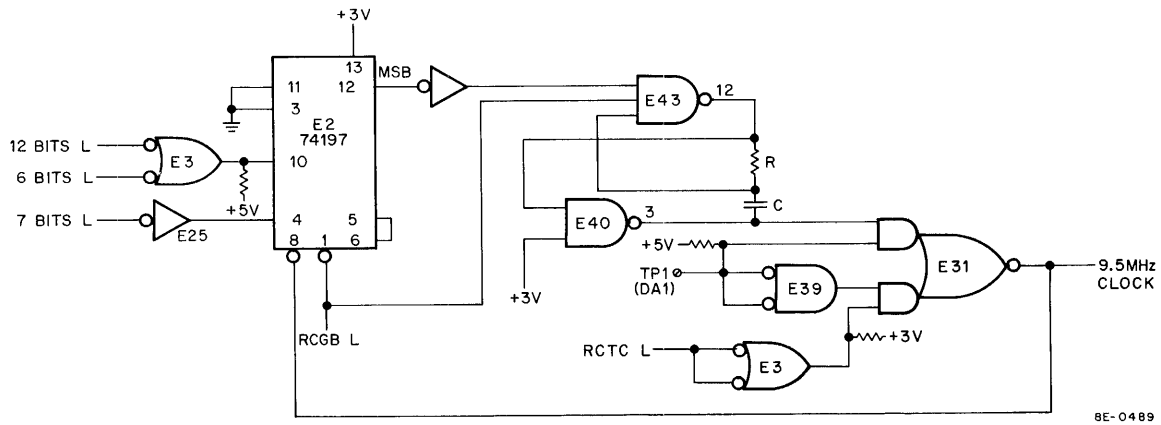 +3V
13
11
12
MSB
3
E2
74197
E43
12
12 BITS L
E3
10
R
6 BITS L
+5V
C
7 BITS L
E25
4
5
E40
3
8
1
6
+5V
E31
9.5MHz
CLOCK
TP1
(DA1)
E39
+3V
RCGB L
+3V
RCTC L
E3
8E-0489